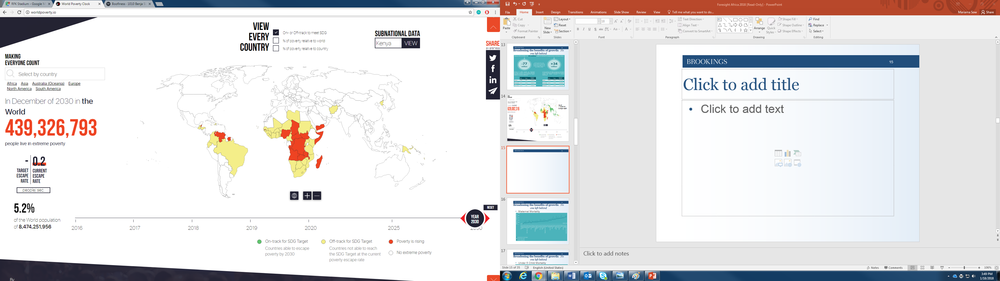 RFK Stadium - Google M
World Poverty Clock
Boofiness - 1010 Benja S
worldpoverty.io
VIEW
EVERY
COUNTRY
On- or Off-track to meet SDG
% of poverty relative to world
% of poverty relative to country
SUBNATIONAL DATA
Kenya VIEW
SHARE
awareness
MAKING
EVERYONE COUNT
Select by country
Africa Asia Australia (Oceania) Europe
North America South America
In December of 2030 in the
World
439,326,793
people live in extreme poverty
- 0.2
TARGET
ESCAPE
RATE
CURRENT
ESCAPE
RATE
people/ sec.
5.2%
of the World population
of 8,474,251,956
RESET
YEAR
2030
2016 2017 2018 2019 2020 2025 2030
On-track for SDG Target
Countries able to escape
poverty by 2030
Off-track for SDG Target
Countries not able to reach
the SDG Target at the current
poverty escape rate
Poverty is rising
No extreme poverty
By
Foresight Africa 2018 [Read-Only] - PowerPoint
File Home Insert Design Transitions Animations Slide Show Review View Tell me what you want to do...
Mariama Sow Share
Paste
Cut
Copy
Format Painter
Clipboard
New
Slide
Layout
Reset
Section
Slides
18
B I U S abc AV Aa A
Font
Text Direction
Align Text
Convert to SmartArt
Paragraph
Arrange
Quick
Styles
Shape Fill
Shape Outline
Shape Effects
Drawing
Find
Replace
Select
Editing
13
BROOKINGS
Broadening the benefits of growth: No
one left behind
-77
million
+34
million
14
628,082,316
15
BROOKINGS
16
BROOKINGS
Broadening the benefits of growth: No
one left behind
• Maternal Mortality
17
BROOKINGS
Broadening the benefits of growth: No
one left behind
• Under 5 Child Mortality
BROOKINGS 15
Click to add title
• Click to add text
Click to add notes
Slide 15 of 35 English (United States)
Notes Comments 106%
3:49 PM
1/18/2018